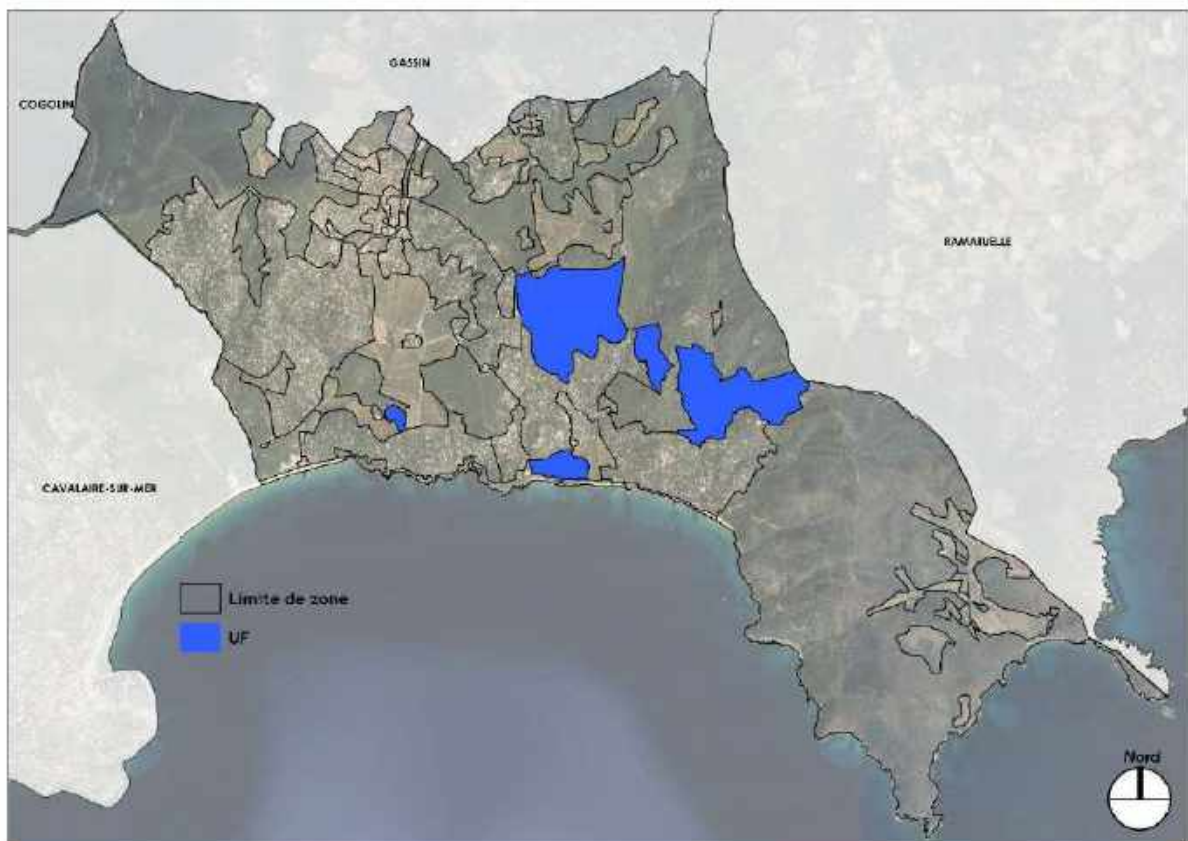 GASSIN
COGOLIN
RAMATUELLE
CAVALAIRE-SUR-MER
Limite de zone
UF
Nord